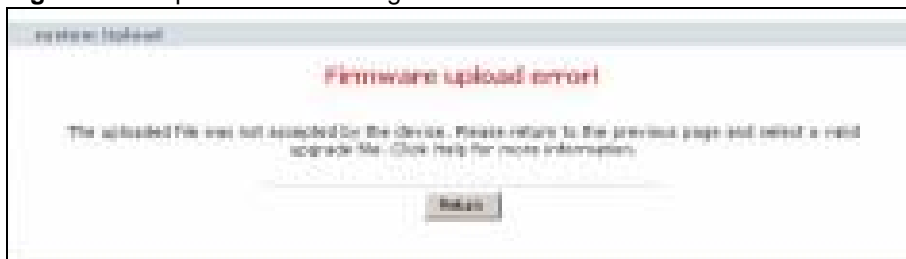 system Upload
Firmware upload error!
The uploaded file was not accepted by the device. Please return to the previous page and select a valid
upgrade file. Click Help for more information.
Return